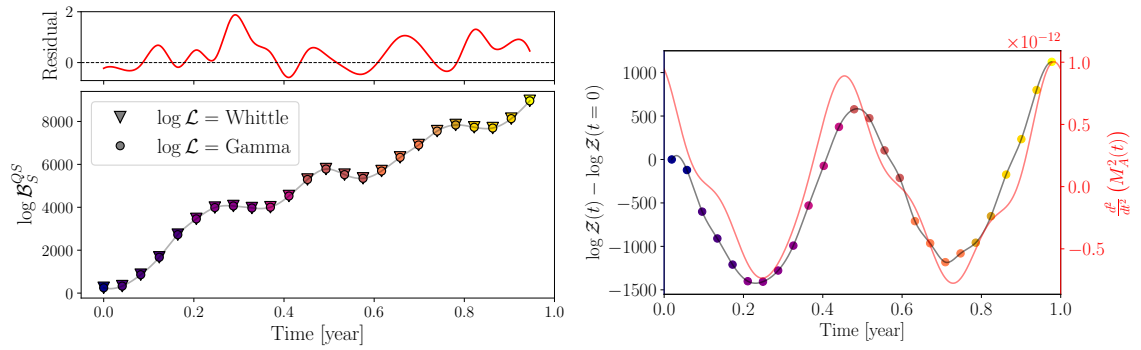 2
0
Residual
8000
6000
4000
2000
0
log 𝓑_S^{QS}
log 𝓛 = Whittle
log 𝓛 = Gamma
0.0 0.2 0.4 0.6 0.8 1.0
Time [year]
×10⁻¹²
1000
500
0
−500
−1000
−1500
log 𝒵(t) − log 𝒵(t = 0)
1.0
0.5
0.0
−0.5
d²/dt² (M_A²(t))
0.0 0.2 0.4 0.6 0.8 1.0
Time [year]